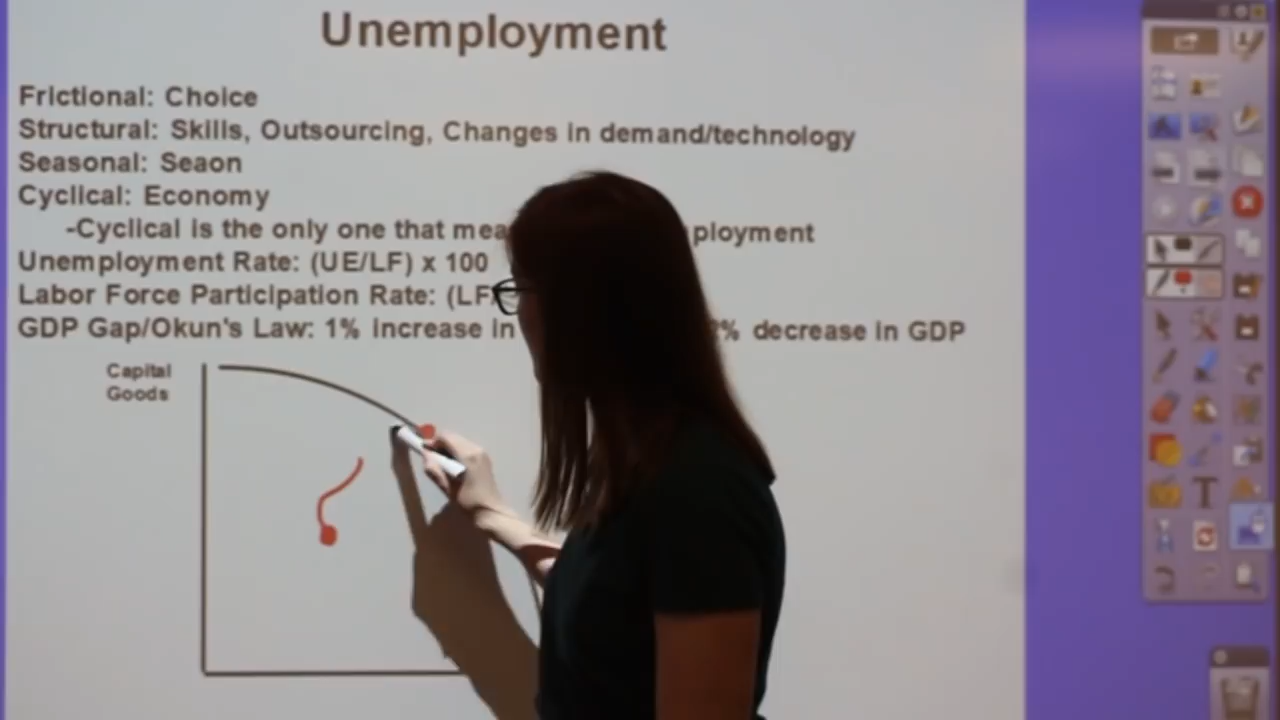 Unemployment
Frictional: Choice
Structural: Skills, Outsourcing, Changes in demand/technology
Seasonal: Seaon
Cyclical: Economy
-Cyclical is the only one that mea ployment
Unemployment Rate: (UE/LF) x 100
Labor Force Participation Rate: (LF
GDP Gap/Okun's Law: 1% increase in % decrease in GDP
Capital
Goods